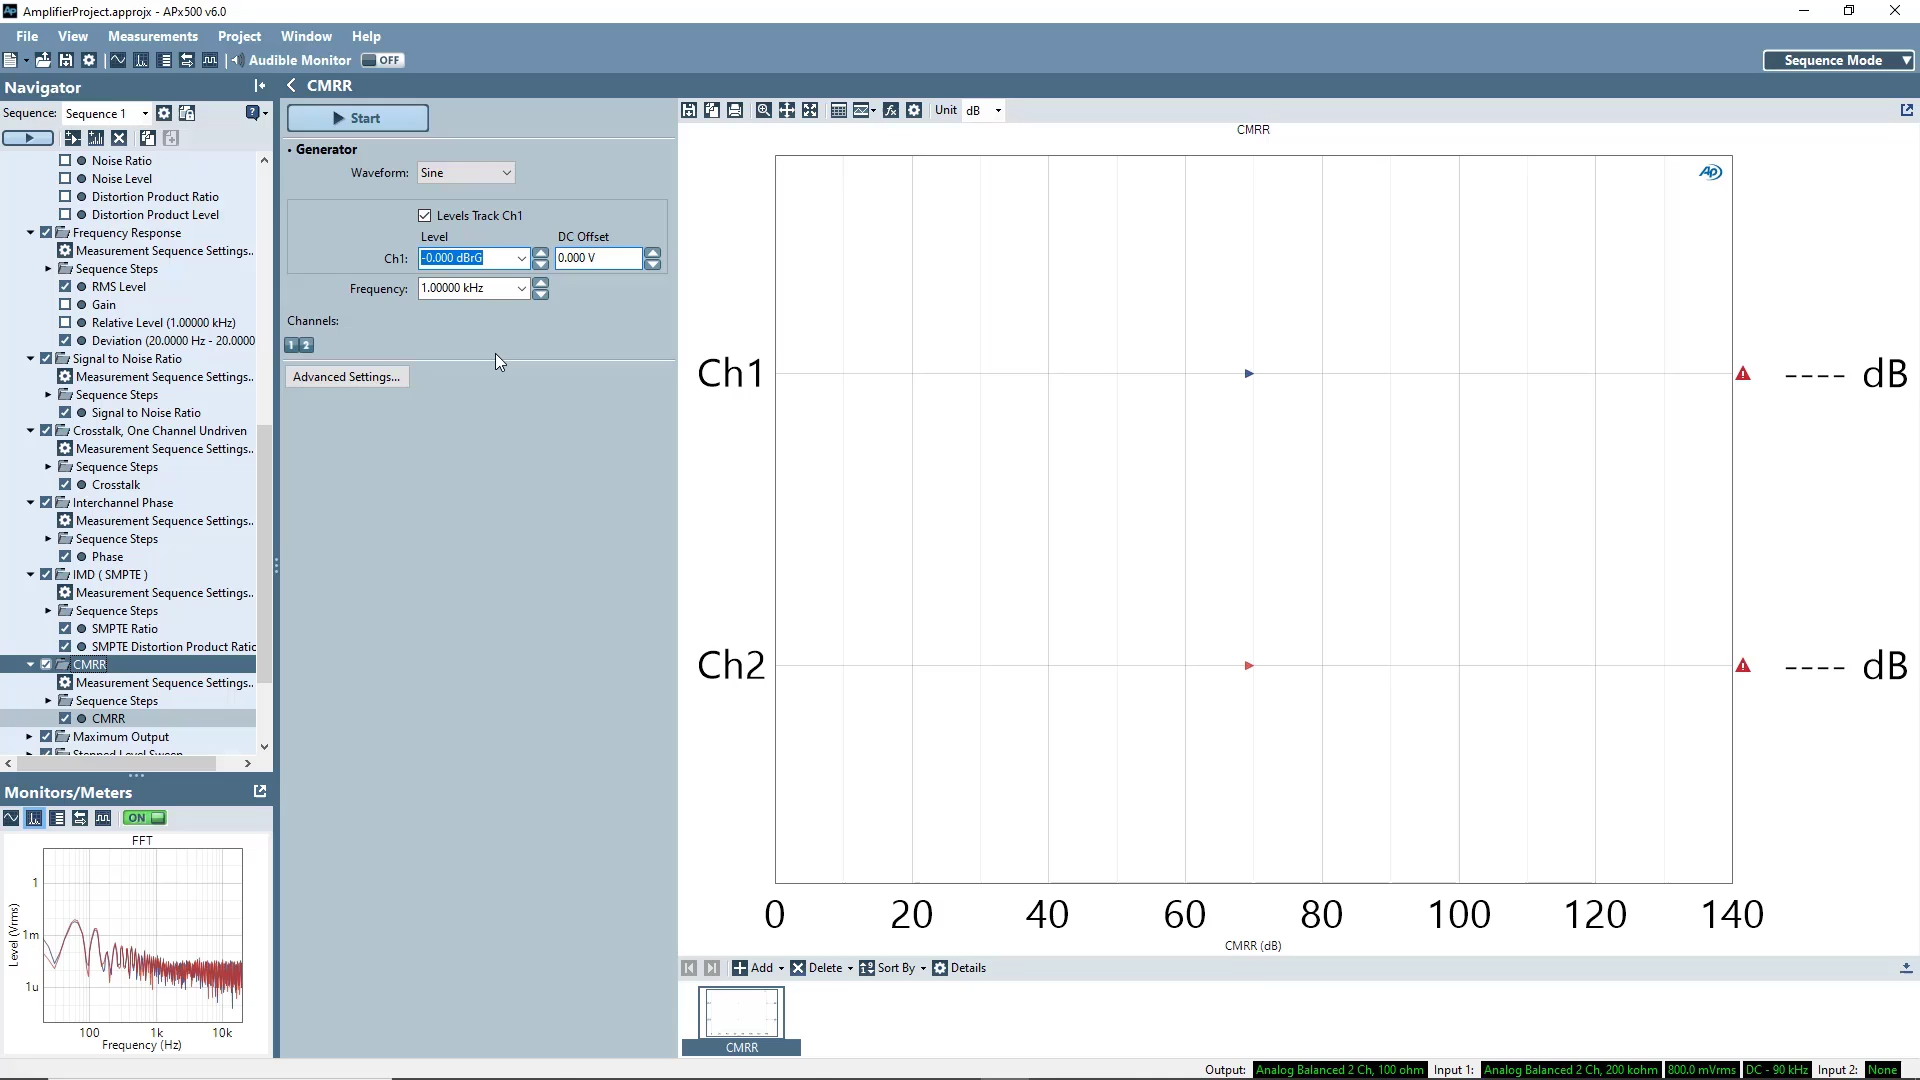 AmplifierProject.approjx - APx500 v6.0
File View Measurements Project Window Help
Audible Monitor OFF
Sequence Mode
Navigator
Sequence: Sequence 1
Noise Ratio
Noise Level
Distortion Product Ratio
Distortion Product Level
Frequency Response
Measurement Sequence Settings..
Sequence Steps
RMS Level
Gain
Relative Level (1.00000 kHz)
Deviation (20.0000 Hz - 20.0000
Signal to Noise Ratio
Measurement Sequence Settings..
Sequence Steps
Signal to Noise Ratio
Crosstalk, One Channel Undriven
Measurement Sequence Settings..
Sequence Steps
Crosstalk
Interchannel Phase
Measurement Sequence Settings..
Sequence Steps
Phase
IMD ( SMPTE )
Measurement Sequence Settings..
Sequence Steps
SMPTE Ratio
SMPTE Distortion Product Ratio
CMRR
Measurement Sequence Settings..
Sequence Steps
CMRR
Maximum Output
Stepped Level Sweep
Monitors/Meters
ON
FFT
Level (Vrms)
1
1m
1u
100 1k 10k
Frequency (Hz)
CMRR
Start
Generator
Waveform: Sine
Levels Track Ch1
Level DC Offset
Ch1: -0.000 dBrG 0.000 V
Frequency: 1.00000 kHz
Channels:
1 2
Advanced Settings...
Unit dB
CMRR
AP
Ch1 ---- dB
Ch2 ---- dB
0 20 40 60 80 100 120 140
CMRR (dB)
Add Delete Sort By Details
CMRR
Output: Analog Balanced 2 Ch, 100 ohm Input 1: Analog Balanced 2 Ch, 200 kohm 800.0 mVrms DC - 90 kHz Input 2: None